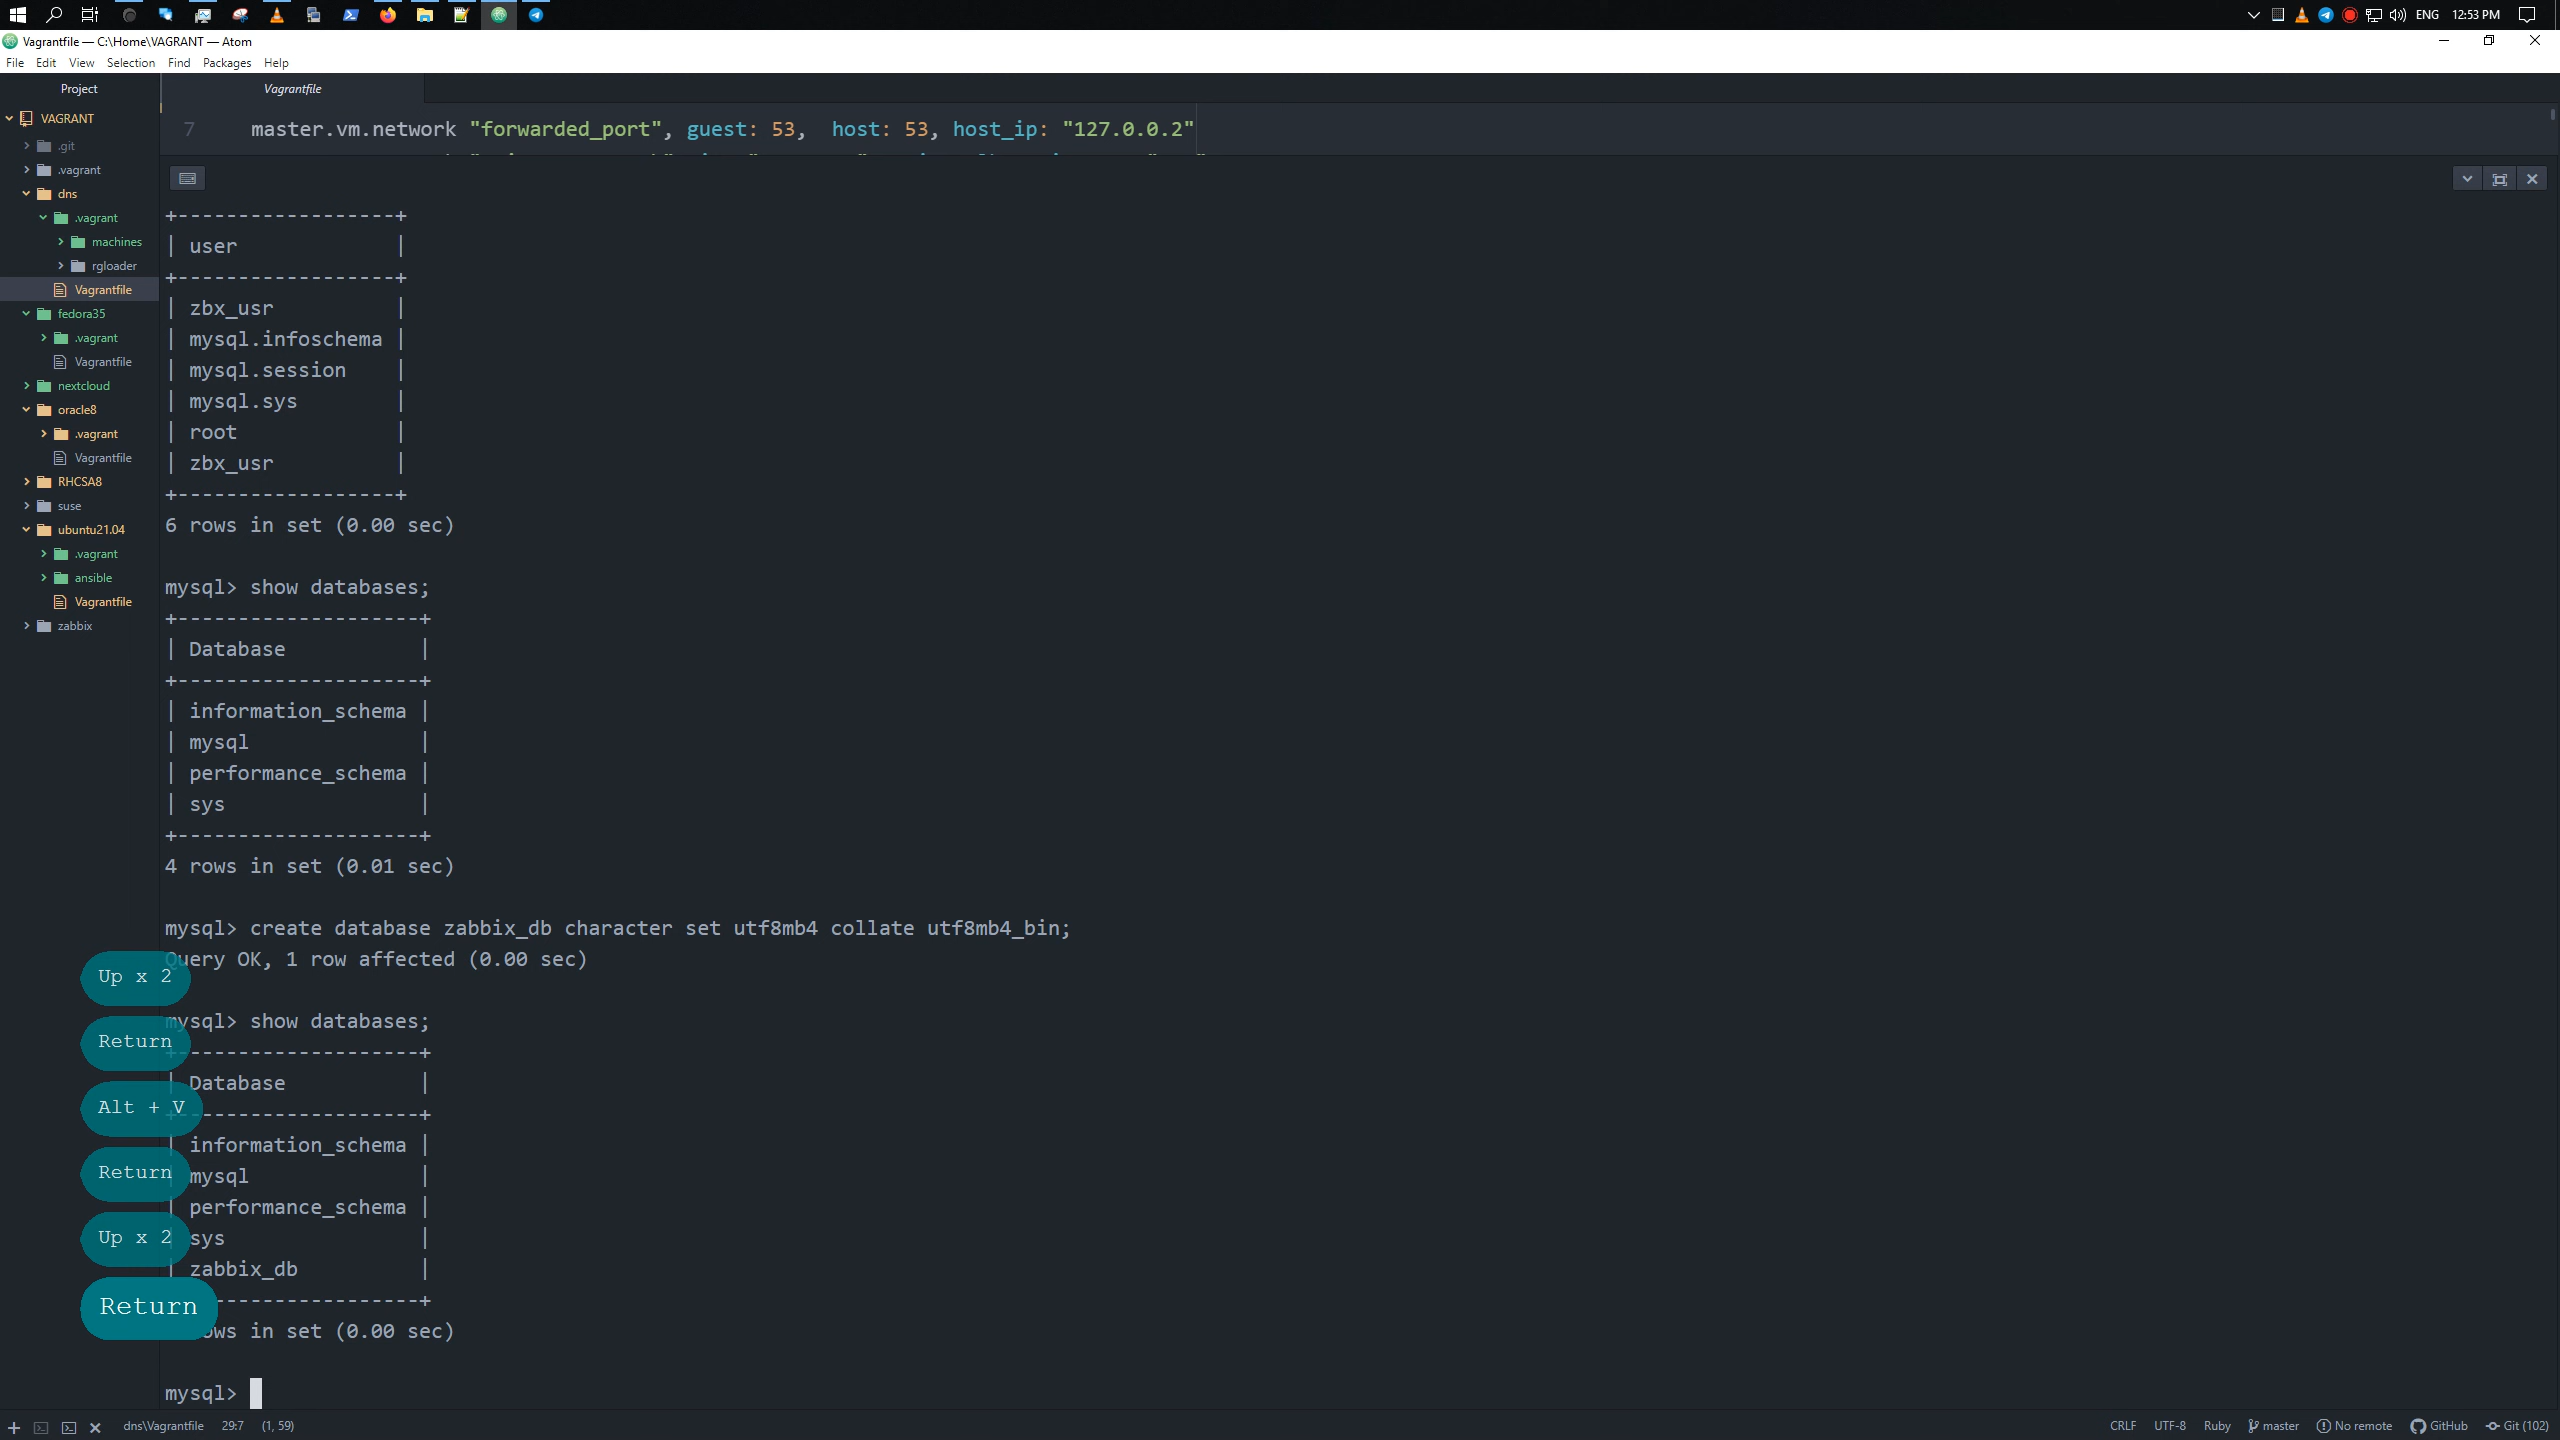 ENG 12:53 PM
Vagrantfile — C:\Home\VAGRANT — Atom
File Edit View Selection Find Packages Help
Project
VAGRANT
.git
.vagrant
dns
.vagrant
machines
rgloader
Vagrantfile
fedora35
.vagrant
Vagrantfile
nextcloud
oracle8
.vagrant
Vagrantfile
RHCSA8
suse
ubuntu21.04
.vagrant
ansible
Vagrantfile
zabbix
Vagrantfile
7 master.vm.network "forwarded_port", guest: 53, host: 53, host_ip: "127.0.0.2"
+------------------+
| user |
+------------------+
| zbx_usr |
| mysql.infoschema |
| mysql.session |
| mysql.sys |
| root |
| zbx_usr |
+------------------+
6 rows in set (0.00 sec)
mysql> show databases;
+--------------------+
| Database |
+--------------------+
| information_schema |
| mysql |
| performance_schema |
| sys |
+--------------------+
4 rows in set (0.01 sec)
mysql> create database zabbix_db character set utf8mb4 collate utf8mb4_bin;
Query OK, 1 row affected (0.00 sec)
mysql> show databases;
--------------------+
| Database |
--------------------+
| information_schema |
mysql |
| performance_schema |
sys |
| zabbix_db |
-----------------+
in set (0.00 sec)
mysql>
Up x 2
Return
Alt + V
Return
Up x 2
Return
dns\Vagrantfile 29:7 (1, 59)
CRLF UTF-8 Ruby master No remote GitHub Git (102)